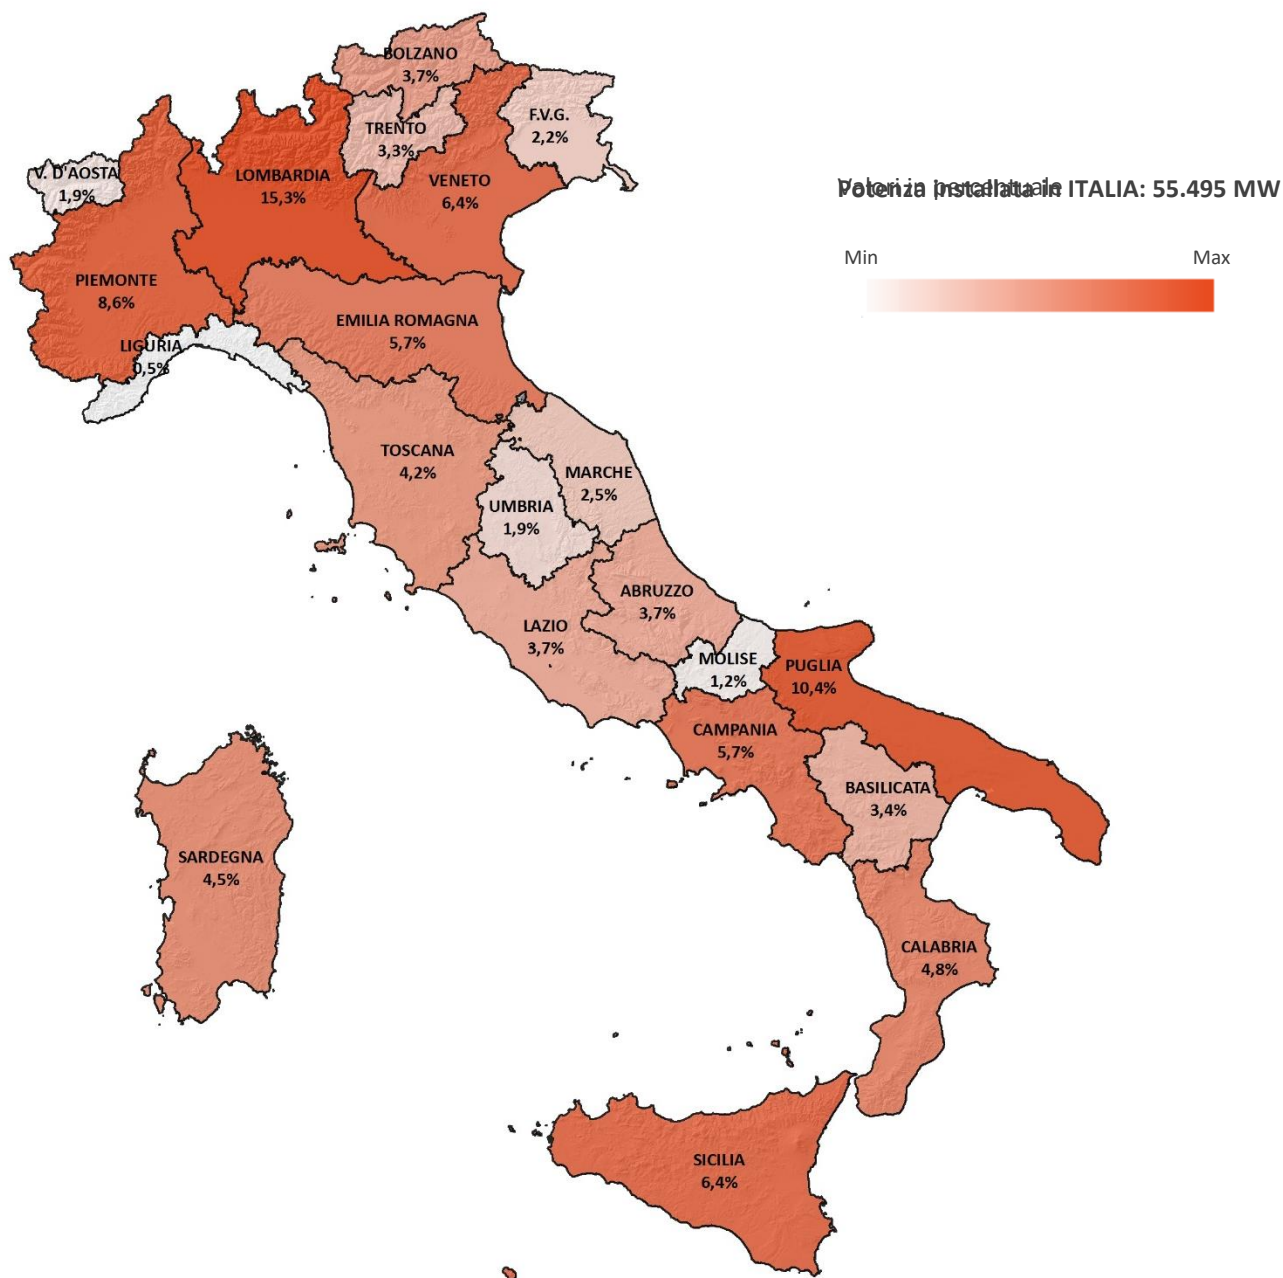 BOLZANO
3,7%
TRENTO
3,3%
F.V.G.
2,2%
V. D'AOSTA
1,9%
LOMBARDIA
15,3%
VENETO
6,4%
Valori in percentuale
Potenza installata in ITALIA: 55.495 MW
Min Max
PIEMONTE
8,6%
EMILIA ROMAGNA
5,7%
LIGURIA
0,5%
TOSCANA
4,2%
MARCHE
2,5%
UMBRIA
1,9%
ABRUZZO
3,7%
LAZIO
3,7%
MOLISE
1,2%
PUGLIA
10,4%
CAMPANIA
5,7%
BASILICATA
3,4%
SARDEGNA
4,5%
CALABRIA
4,8%
SICILIA
6,4%